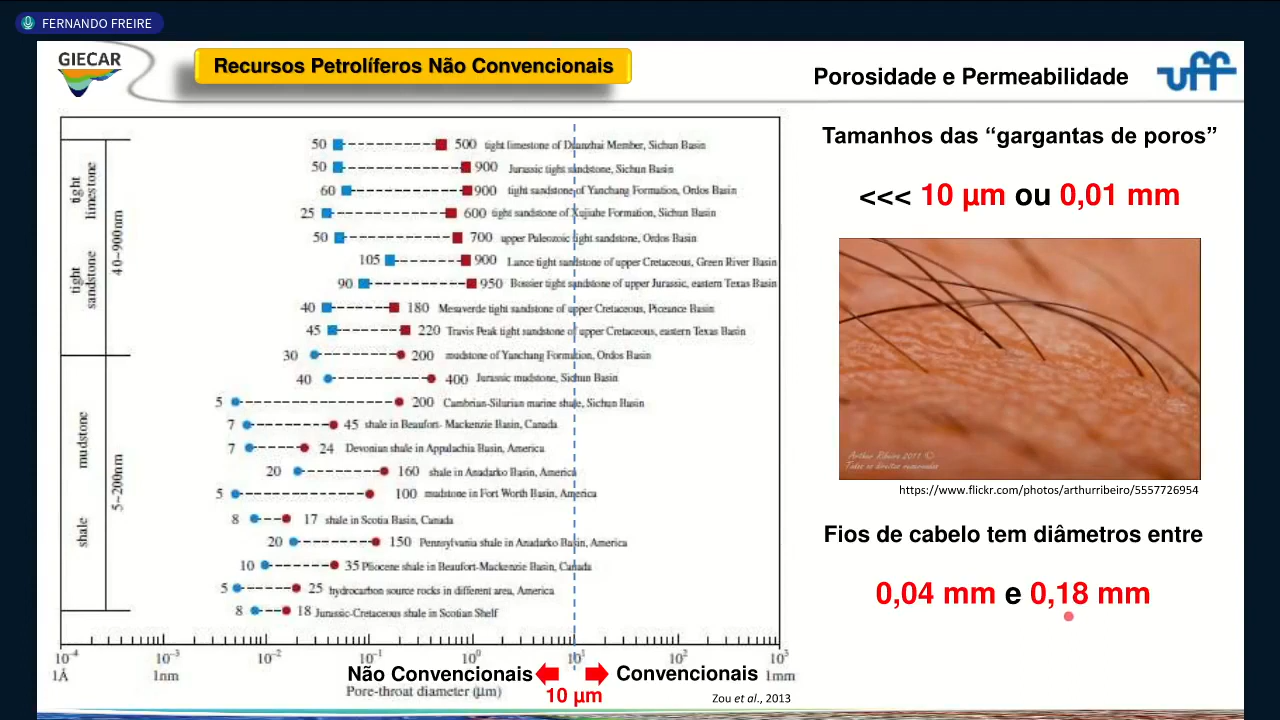 FERNANDO FREIRE
GIECAR
Recursos Petrolíferos Não Convencionais
Porosidade e Permeabilidade
uff
tight limestone
tight sandstone
40~900nm
mudstone
shale
5~200nm
50 500 tight limestone of Dianzhai Member, Sichun Basin
50 900 Jurassic tight sandstone, Sichun Basin
60 900 tight sandstone of Yanchang Formation, Ordos Basin
25 600 tight sandstone of Xujiahe Formation, Sichun Basin
50 700 upper Paleozoic tight sandstone, Ordos Basin
105 900 Lance tight sandstone of upper Cretaceous, Green River Basin
90 950 Bossier tight sandstone of upper Jurassic, eastern Texas Basin
40 180 Mesaverde tight sandstone of upper Cretaceous, Piceance Basin
45 220 Travis Peak tight sandstone of upper Cretaceous, eastern Texas Basin
30 200 mudstone of Yanchang Formation, Ordos Basin
40 400 Jurassic mudstone, Sichun Basin
5 200 Cambrian-Silurian marine shale, Sichun Basin
7 45 shale in Beaufort- Mackenzie Basin, Canada
7 24 Devonian shale in Appalachia Basin, America
20 160 shale in Anadarko Basin, America
5 100 mudstone in Fort Worth Basin, America
8 17 shale in Scotia Basin, Canada
20 150 Pennsylvania shale in Anadarko Basin, America
10 35 Pliocene shale in Beaufort-Mackenzie Basin, Canada
5 25 hydrocarbon source rocks in different area, America
8 18 Jurassic-Cretaceous shale in Scotian Shelf
10⁻⁴ 10⁻³ 10⁻² 10⁻¹ 10⁰ 10¹ 10² 10³
1Å 1nm 1mm
Não Convencionais Convencionais
Pore-throat diameter (μm)
10 µm
Zou et al., 2013
Tamanhos das “gargantas de poros”
<<< 10 µm ou 0,01 mm
Arthur Ribeiro 2011 ©
Todos os direitos reservados
https://www.flickr.com/photos/arthurribeiro/5557726954
Fios de cabelo tem diâmetros entre
0,04 mm e 0,18 mm